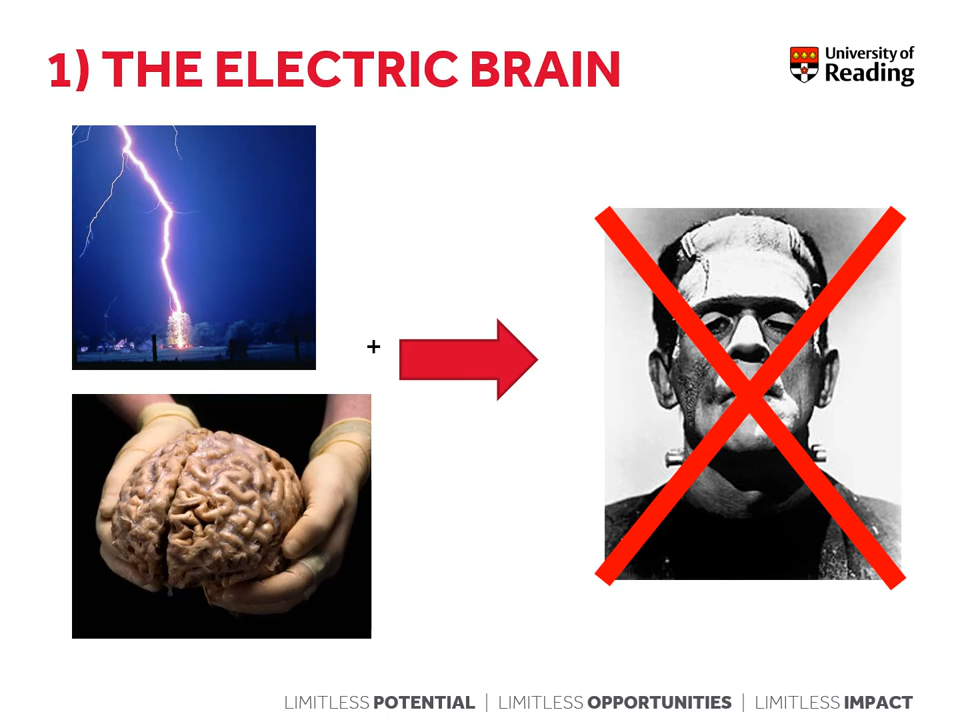 1) THE ELECTRIC BRAIN
University of
Reading
+
LIMITLESS POTENTIAL | LIMITLESS OPPORTUNITIES | LIMITLESS IMPACT